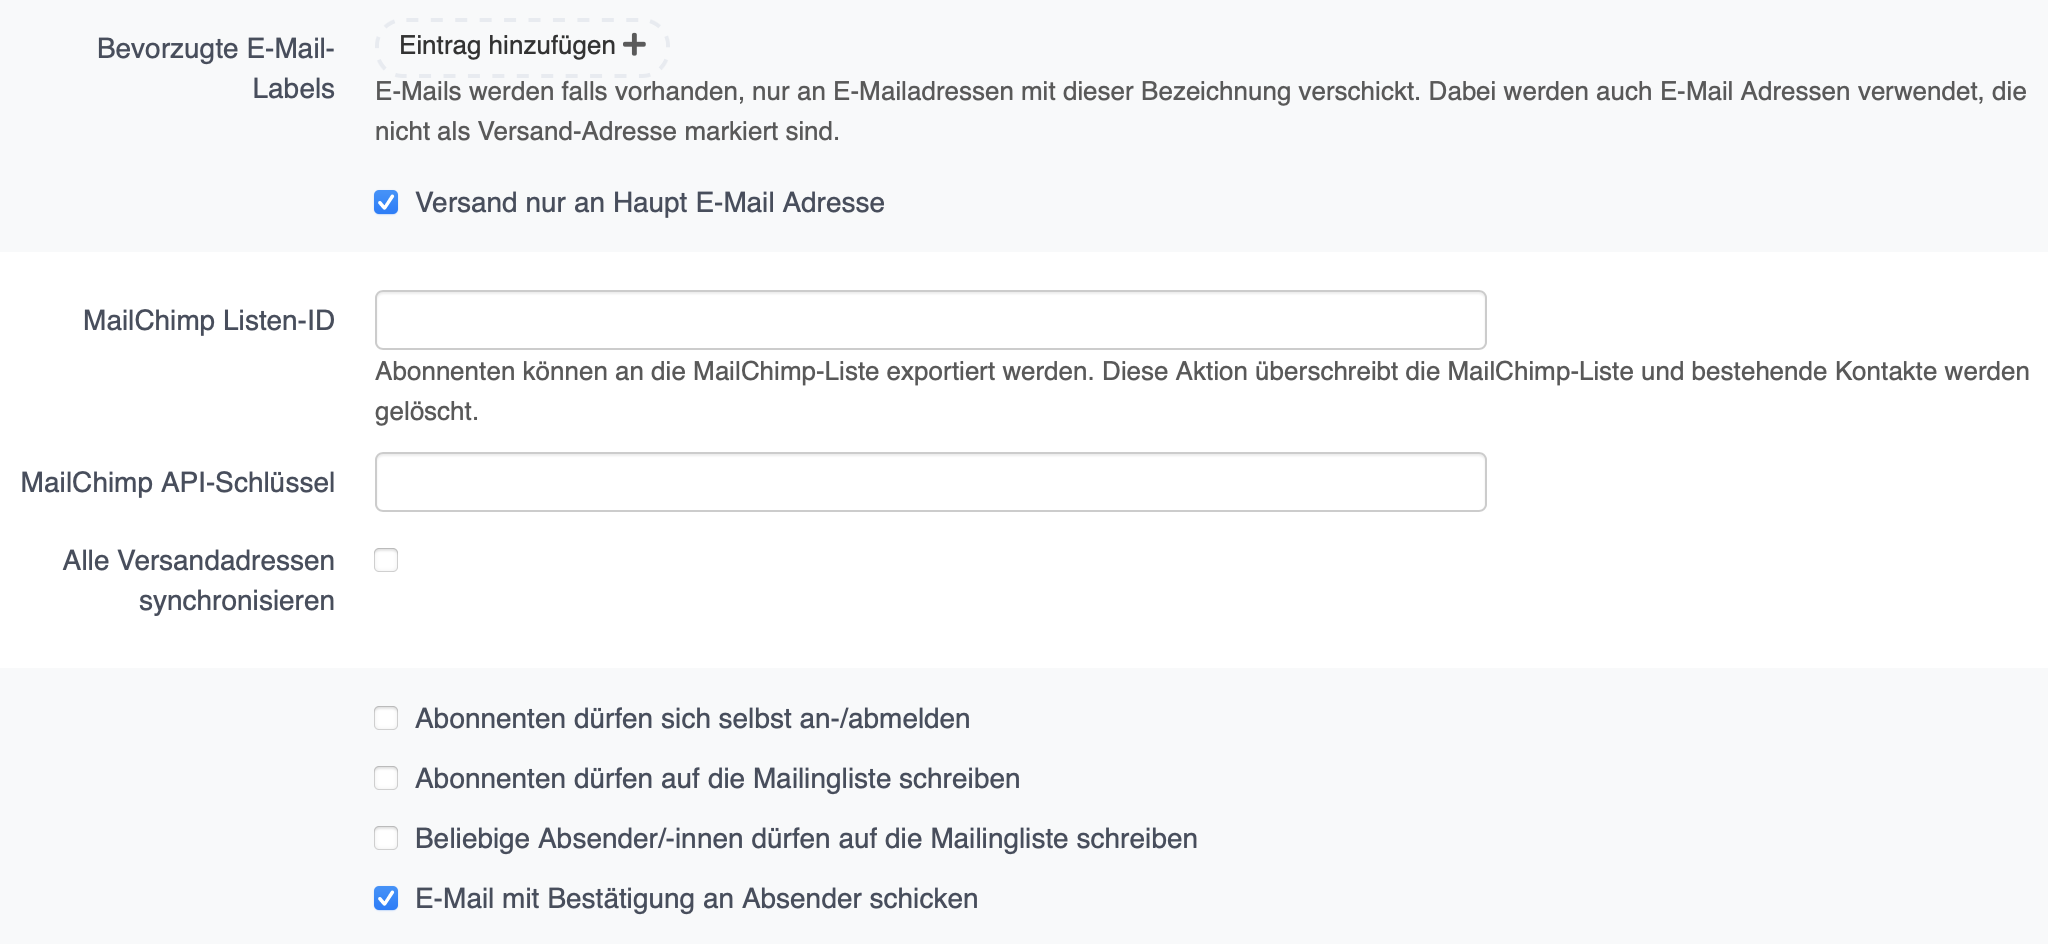 Bevorzugte E-Mail-
Labels
Eintrag hinzufügen +
E-Mails werden falls vorhanden, nur an E-Mailadressen mit dieser Bezeichnung verschickt. Dabei werden auch E-Mail Adressen verwendet, die
nicht als Versand-Adresse markiert sind.
Versand nur an Haupt E-Mail Adresse
MailChimp Listen-ID
Abonnenten können an die MailChimp-Liste exportiert werden. Diese Aktion überschreibt die MailChimp-Liste und bestehende Kontakte werden
gelöscht.
MailChimp API-Schlüssel
Alle Versandadressen
synchronisieren
Abonnenten dürfen sich selbst an-/abmelden
Abonnenten dürfen auf die Mailingliste schreiben
Beliebige Absender/-innen dürfen auf die Mailingliste schreiben
E-Mail mit Bestätigung an Absender schicken